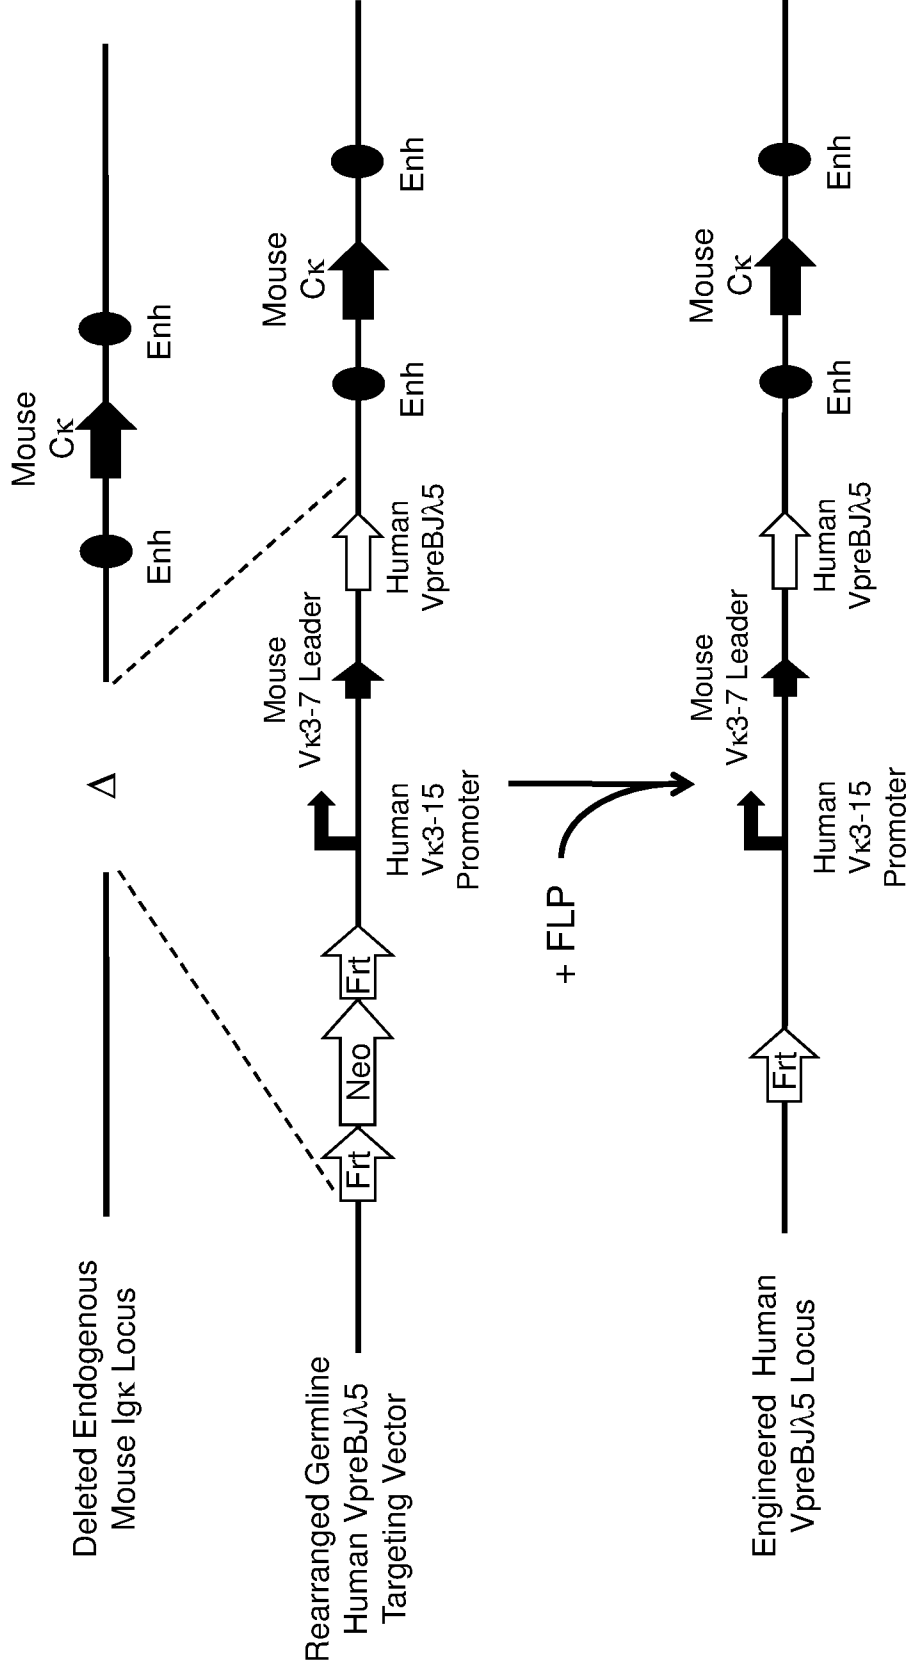 Deleted Endogenous
Mouse Igκ Locus
Δ
Enh
Mouse
Cκ
Enh
Rearranged Germline
Human VpreBJλ5
Targeting Vector
Frt
Neo
Frt
Human
Vκ3-15
Promoter
Mouse
Vκ3-7 Leader
Human
VpreBJλ5
Enh
Mouse
Cκ
Enh
+ FLP
Engineered Human
VpreBJλ5 Locus
Frt
Human
Vκ3-15
Promoter
Mouse
Vκ3-7 Leader
Human
VpreBJλ5
Enh
Mouse
Cκ
Enh